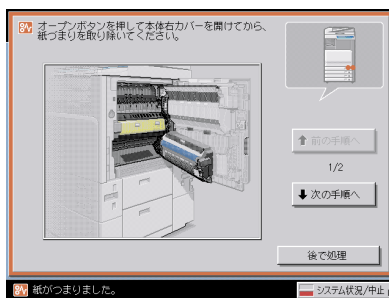 オープンボタンを押して本体右カバーを開けてから、
紙づまりを取り除いてください。
前の手順へ
1/2
次の手順へ
後で処理
紙がつまりました。
システム状況/中止